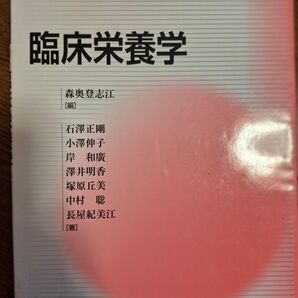 臨床栄養学
森奥登志江
[編]
石澤正剛
小澤伸子
岸 和廣
澤井明香
塚原丘美
中村 聡
長屋紀美江
[著]